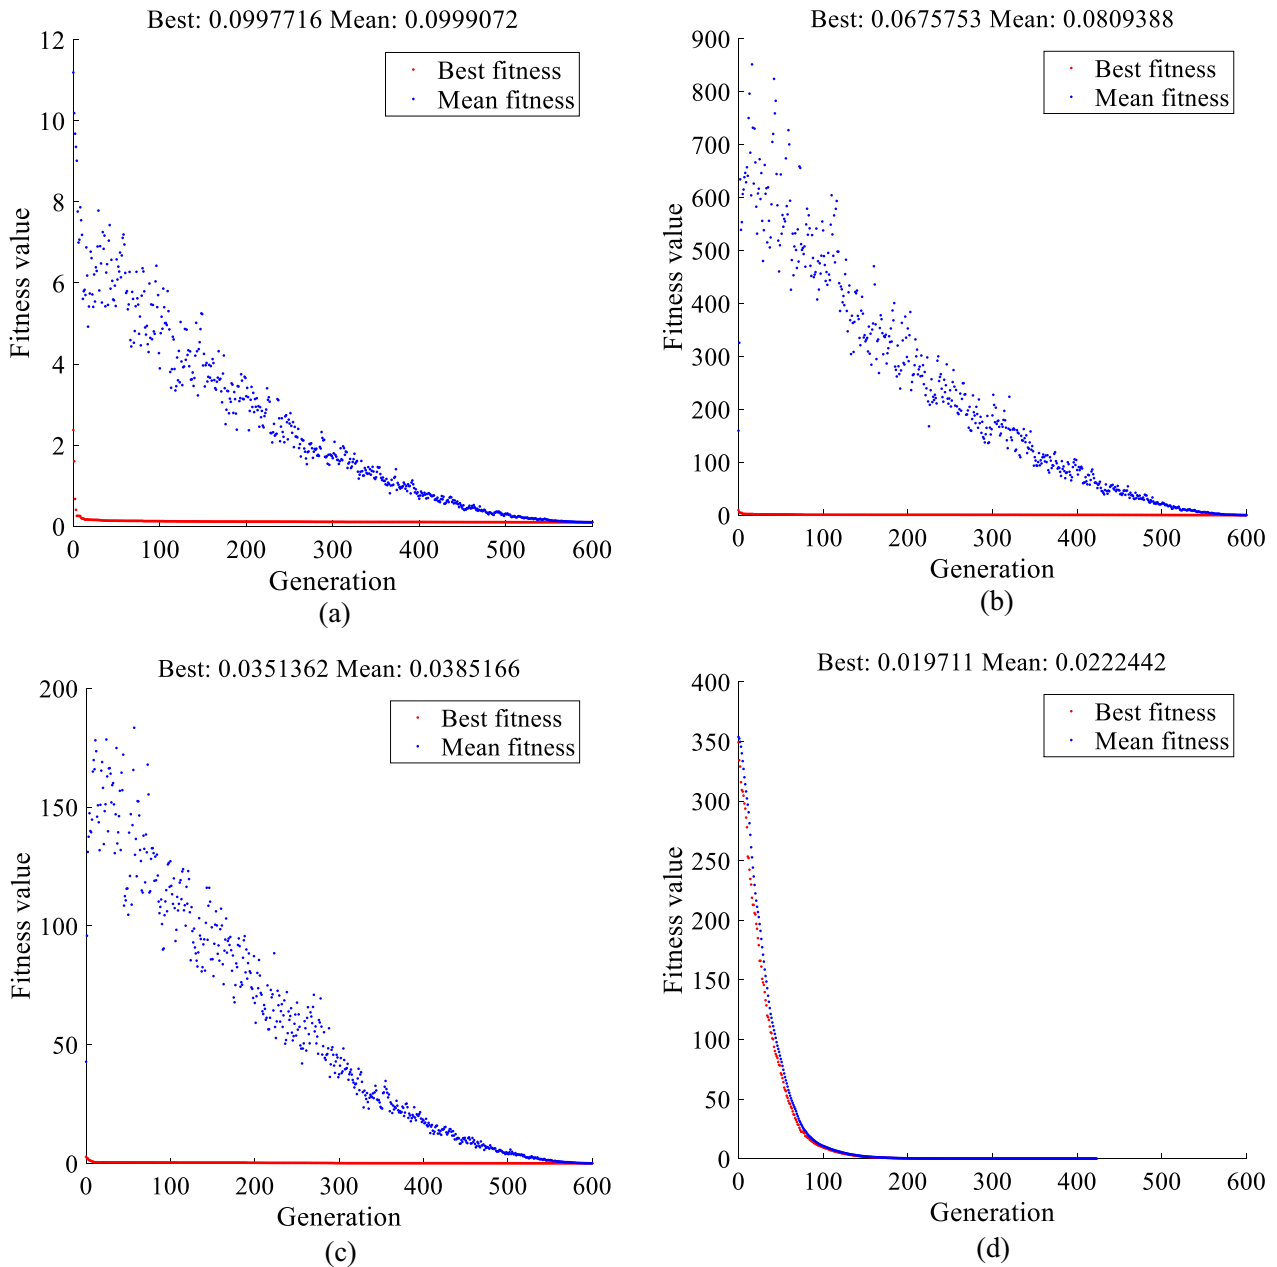 Best: 0.0997716 Mean: 0.0999072
12
10
8
6
4
2
0
Fitness value
Best fitness
Mean fitness
0 100 200 300 400 500 600
Generation
(a)
Best: 0.0675753 Mean: 0.0809388
900
800
700
600
500
400
300
200
100
0
Fitness value
Best fitness
Mean fitness
0 100 200 300 400 500 600
Generation
(b)
Best: 0.0351362 Mean: 0.0385166
200
150
100
50
0
Fitness value
Best fitness
Mean fitness
0 100 200 300 400 500 600
Generation
(c)
Best: 0.019711 Mean: 0.0222442
400
350
300
250
200
150
100
50
0
Fitness value
Best fitness
Mean fitness
0 100 200 300 400 500 600
Generation
(d)